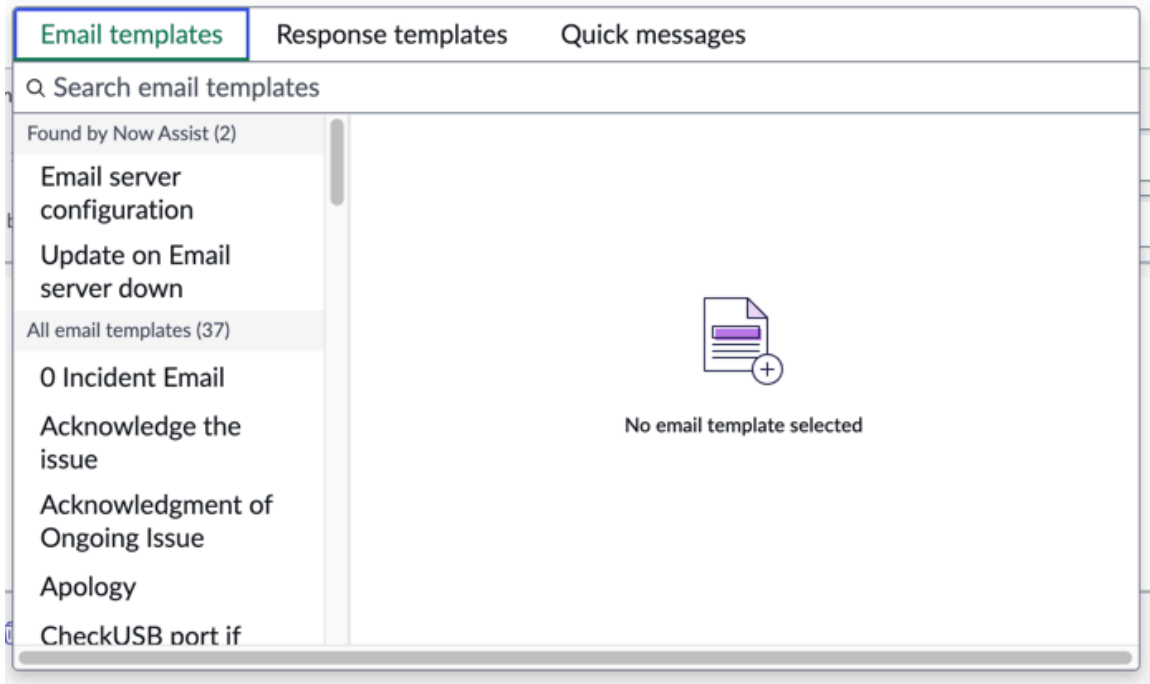 Email templates Response templates Quick messages
Search email templates
Found by Now Assist (2)
Email server
configuration
Update on Email
server down
All email templates (37)
0 Incident Email
Acknowledge the
issue
Acknowledgment of
Ongoing Issue
Apology
CheckUSB port if
No email template selected